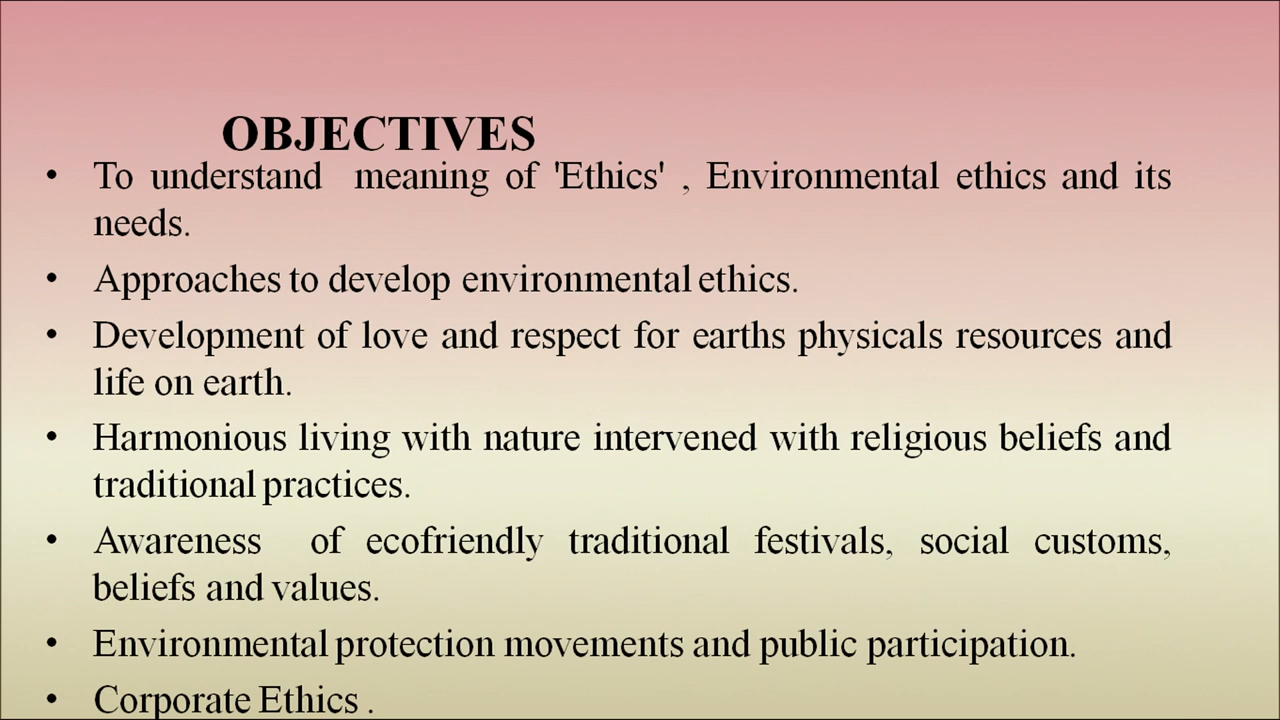 OBJECTIVES
• To understand meaning of 'Ethics' , Environmental ethics and its
needs.
• Approaches to develop environmental ethics.
• Development of love and respect for earths physicals resources and
life on earth.
• Harmonious living with nature intervened with religious beliefs and
traditional practices.
• Awareness of ecofriendly traditional festivals, social customs,
beliefs and values.
• Environmental protection movements and public participation.
• Corporate Ethics .